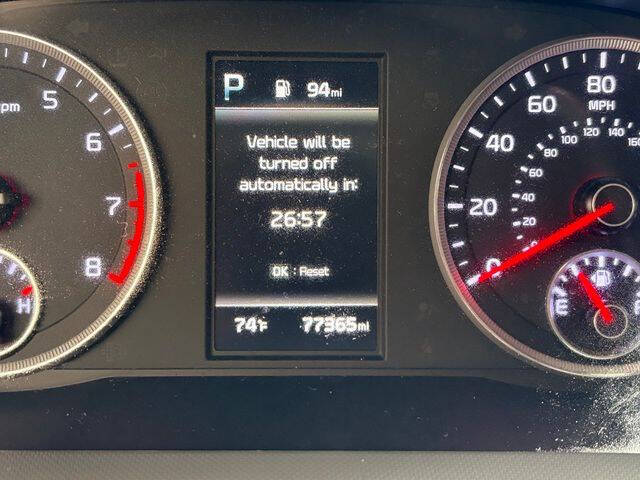 P 94mi
Vehicle will be
turned off
automatically in:
26:57
OK : Reset
74°F 77365mi
rpm
5
6
7
8
H
0
20
40
60
80
MPH
40
60
80
100
120
140
E